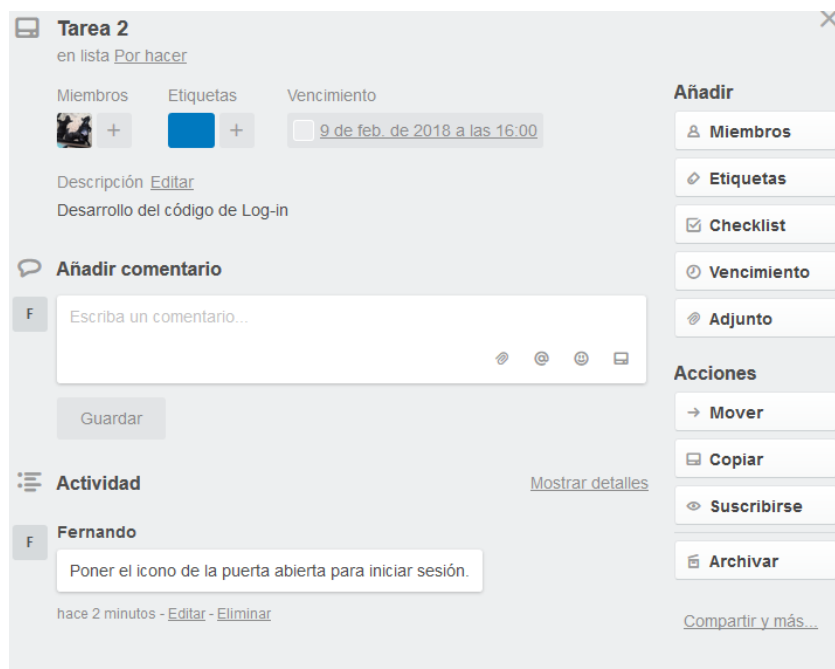 Tarea 2
en lista Por hacer
Miembros Etiquetas Vencimiento
+ + 9 de feb. de 2018 a las 16:00
Descripción Editar
Desarrollo del código de Log-in
Añadir comentario
F
Escriba un comentario...
Guardar
Actividad Mostrar detalles
F Fernando
Poner el icono de la puerta abierta para iniciar sesión.
hace 2 minutos - Editar - Eliminar
Añadir
Miembros
Etiquetas
Checklist
Vencimiento
Adjunto
Acciones
Mover
Copiar
Suscribirse
Archivar
Compartir y más...